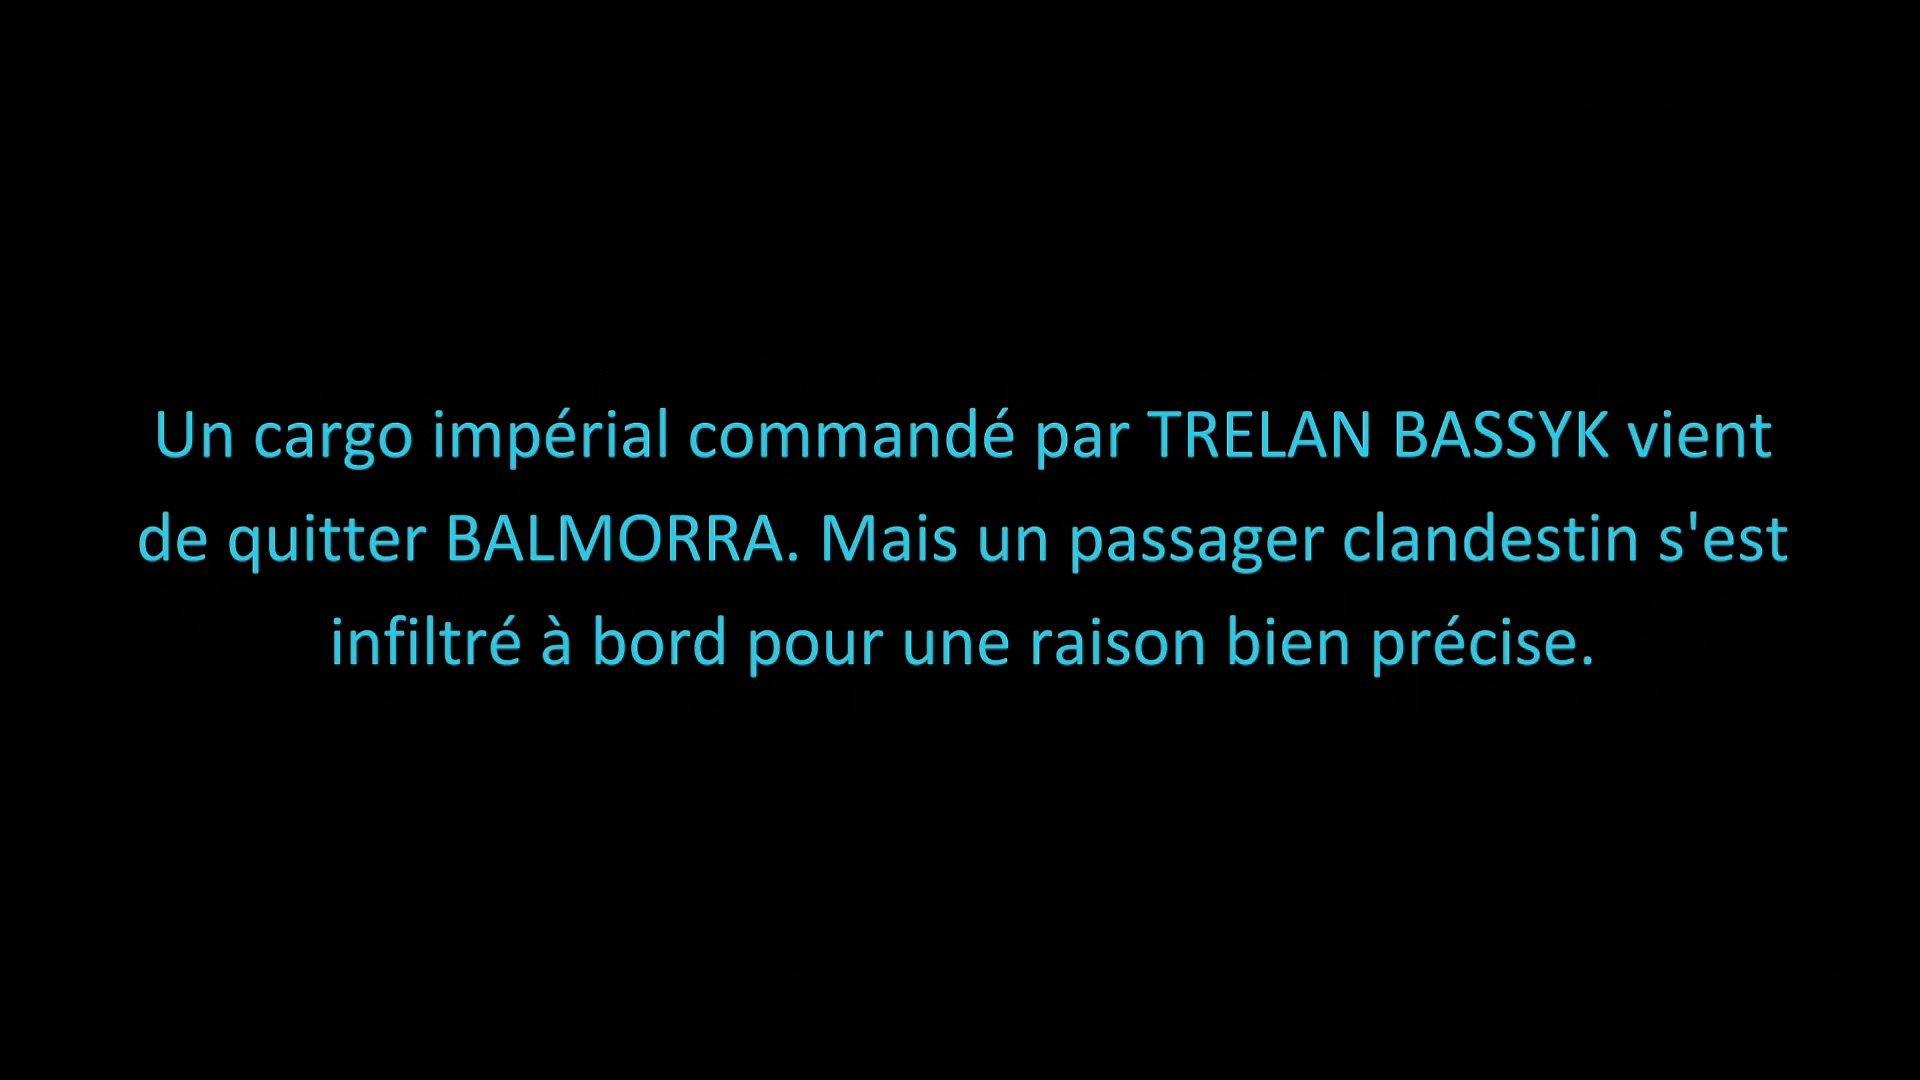 Un cargo impérial commandé par TRELAN BASSYK vient
de quitter BALMORRA. Mais un passager clandestin s'est
infiltré à bord pour une raison bien précise.